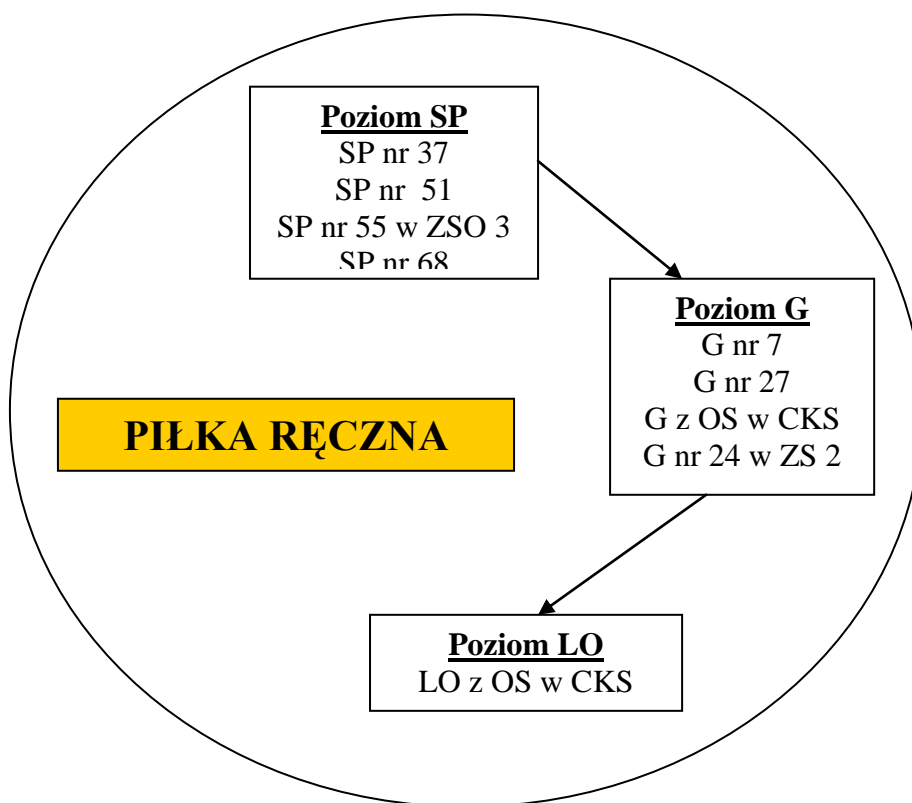 Poziom SP
SP nr 37
SP nr 51
SP nr 55 w ZSO 3
SP nr 68
Poziom G
G nr 7
G nr 27
G z OS w CKS
G nr 24 w ZS 2
PIŁKA RĘCZNA
Poziom LO
LO z OS w CKS